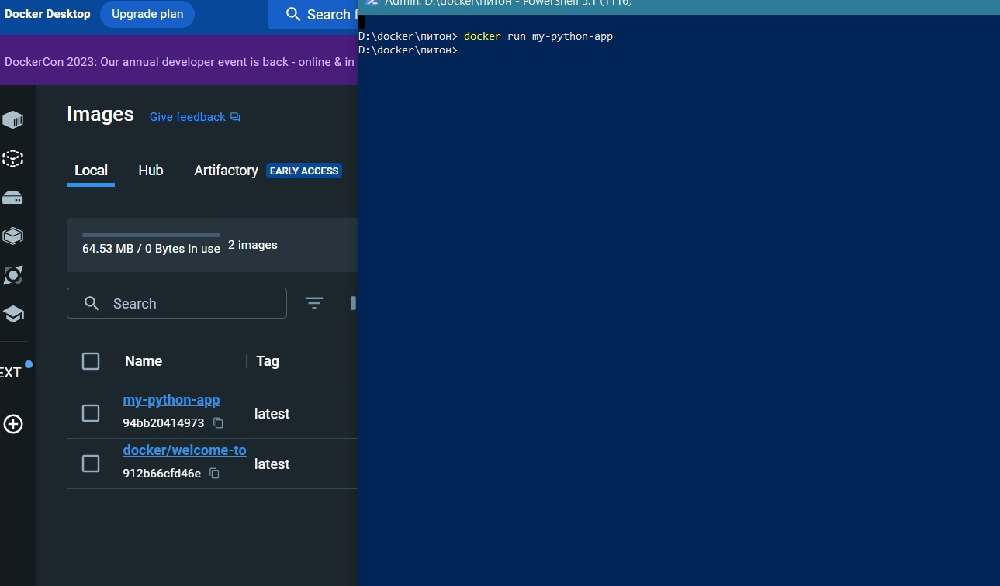 Docker Desktop
Upgrade plan
Search f
Admin: D:\docker\питон - PowerShell 5.1 (1116)
D:\docker\питон> docker run my-python-app
D:\docker\питон>
DockerCon 2023: Our annual developer event is back - online & in
Images
Give feedback
Local
Hub
Artifactory
EARLY ACCESS
64.53 MB / 0 Bytes in use
2 images
Search
Name
Tag
EXT
my-python-app
94bb20414973
latest
docker/welcome-to
912b66cfd46e
latest